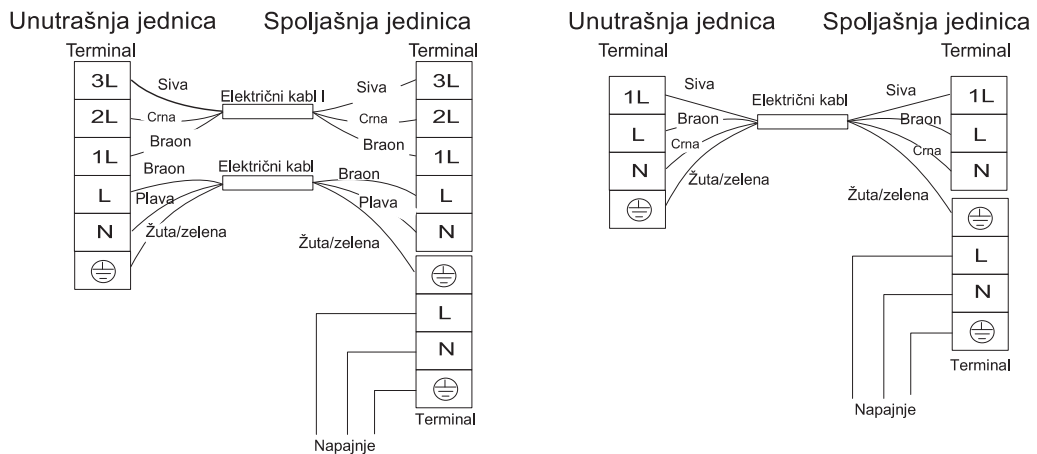 Unutrašnja jednica
Spoljašnja jedinica
Terminal
Terminal
3L
Siva
Električni kabl I
Siva
3L
2L
Crna
Crna
2L
1L
Braon
Braon
1L
Braon
Električni kabl
Braon
L
Plava
Plava
L
N
Žuta/zelena
Žuta/zelena
N
L
N
Terminal
Napajnje
Unutrašnja jednica
Spoljašnja jedinica
Terminal
Terminal
1L
Siva
Električni kabl
Siva
1L
L
Braon
Braon
L
N
Crna
Crna
N
Žuta/zelena
Žuta/zelena
L
N
Terminal
Napajnje